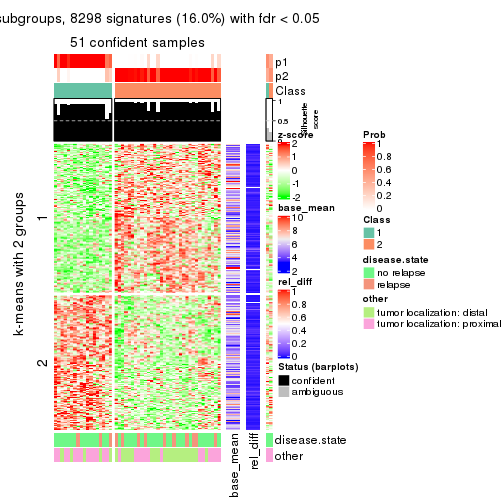 subgroups, 8298 signatures (16.0%) with fdr < 0.05
51 confident samples
p1
p2
Class
1
0.5
0
Silhouette
score
k-means with 2 groups
1
2
base_mean
rel_diff
disease.state
other
z-score
2
1
0
-1
-2
base_mean
10
8
6
4
2
rel_diff
1
0.8
0.6
0.4
0.2
0
Status (barplots)
confident
ambiguous
Prob
1
0.8
0.6
0.4
0.2
0
Class
1
2
disease.state
no relapse
relapse
other
tumor localization: distal
tumor localization: proximal